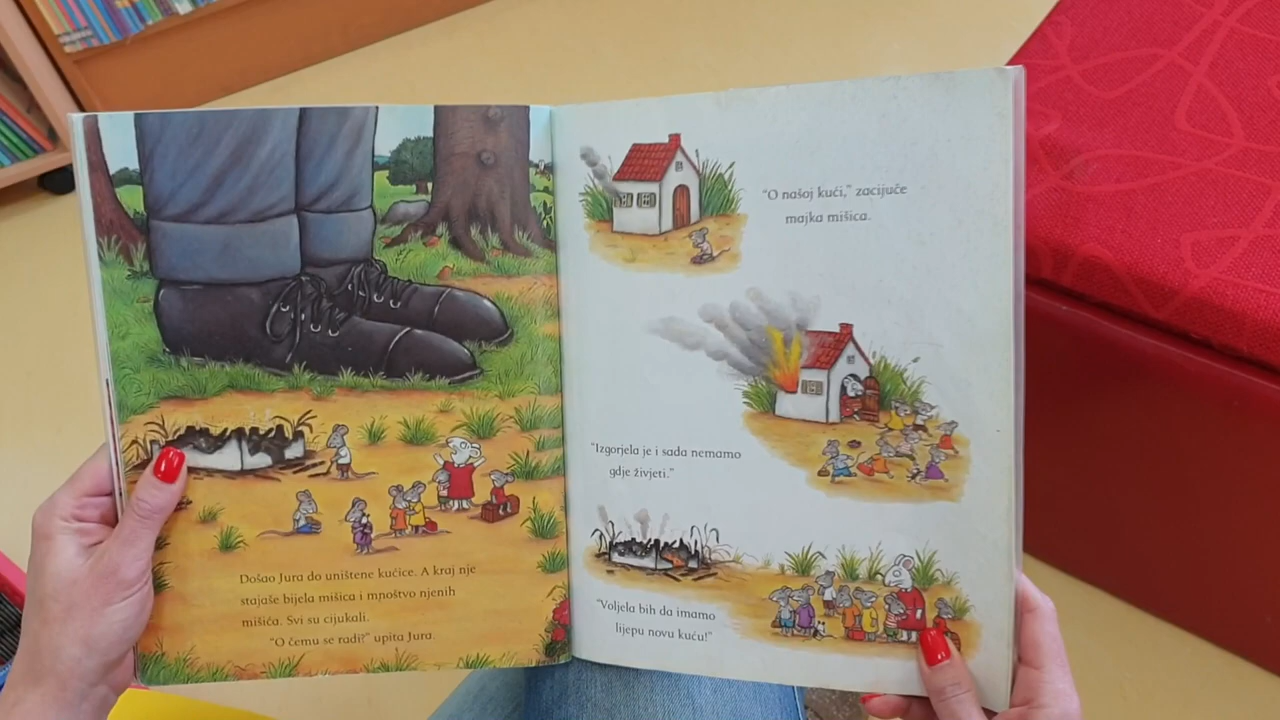 Došao Jura do uništene kućice. A kraj nje
stajaše bijela mišica i mnoštvo njenih
mišića. Svi su cijukali.
"O čemu se radi?" upita Jura.
"O našoj kući," zacijuče
majka mišica.
"Izgorjela je i sada nemamo
gdje živjeti."
"Voljela bih da imamo
lijepu novu kuću!"